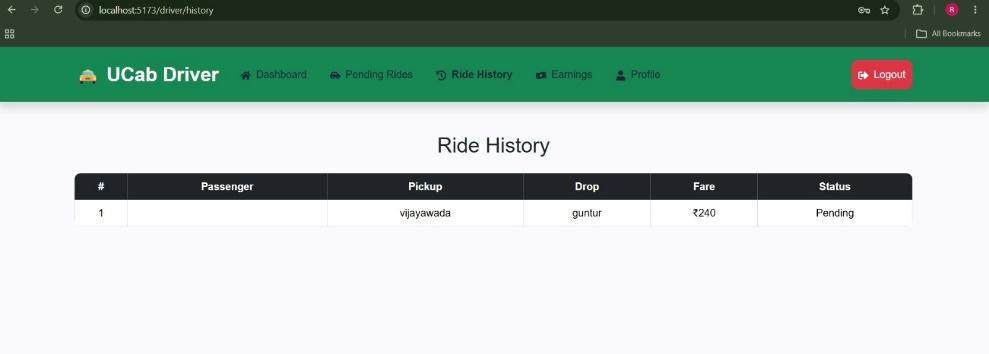 localhost:5173/driver/history
R
All Bookmarks
UCab Driver Dashboard Pending Rides Ride History Earnings Profile Logout
Ride History
# Passenger Pickup Drop Fare Status
1 vijayawada guntur ₹240 Pending